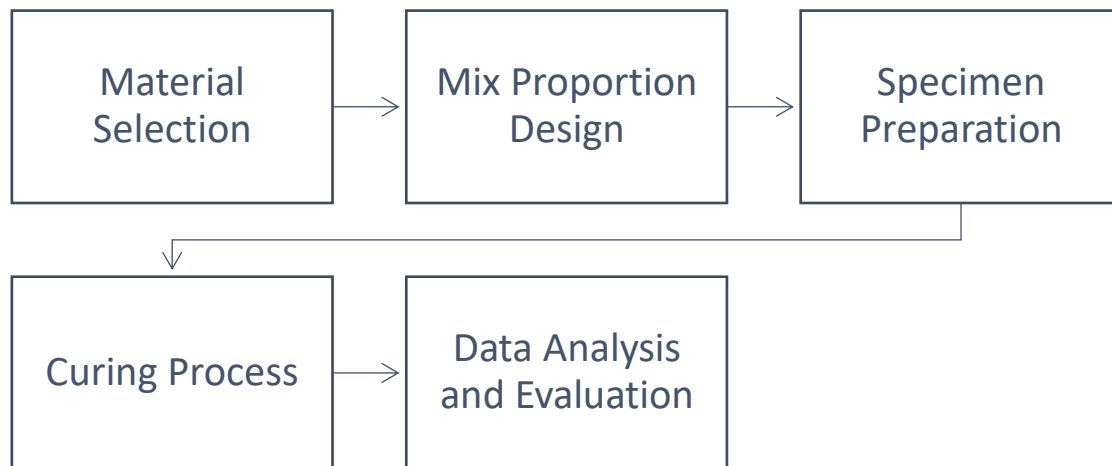 Material
Selection
Mix Proportion
Design
Specimen
Preparation
Curing Process
Data Analysis
and Evaluation